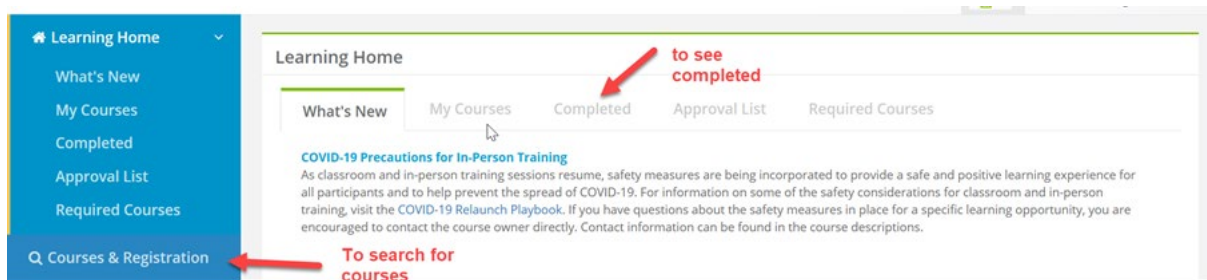 Learning Home
What's New
My Courses
Completed
Approval List
Required Courses
Courses & Registration
Learning Home
to see
completed
What's New My Courses Completed Approval List Required Courses
COVID-19 Precautions for In-Person Training
As classroom and in-person training sessions resume, safety measures are being incorporated to provide a safe and positive learning experience for
all participants and to help prevent the spread of COVID-19. For information on some of the safety considerations for classroom and in-person
training, visit the COVID-19 Relaunch Playbook. If you have questions about the safety measures in place for a specific learning opportunity, you are
encouraged to contact the course owner directly. Contact information can be found in the course descriptions.
To search for
courses